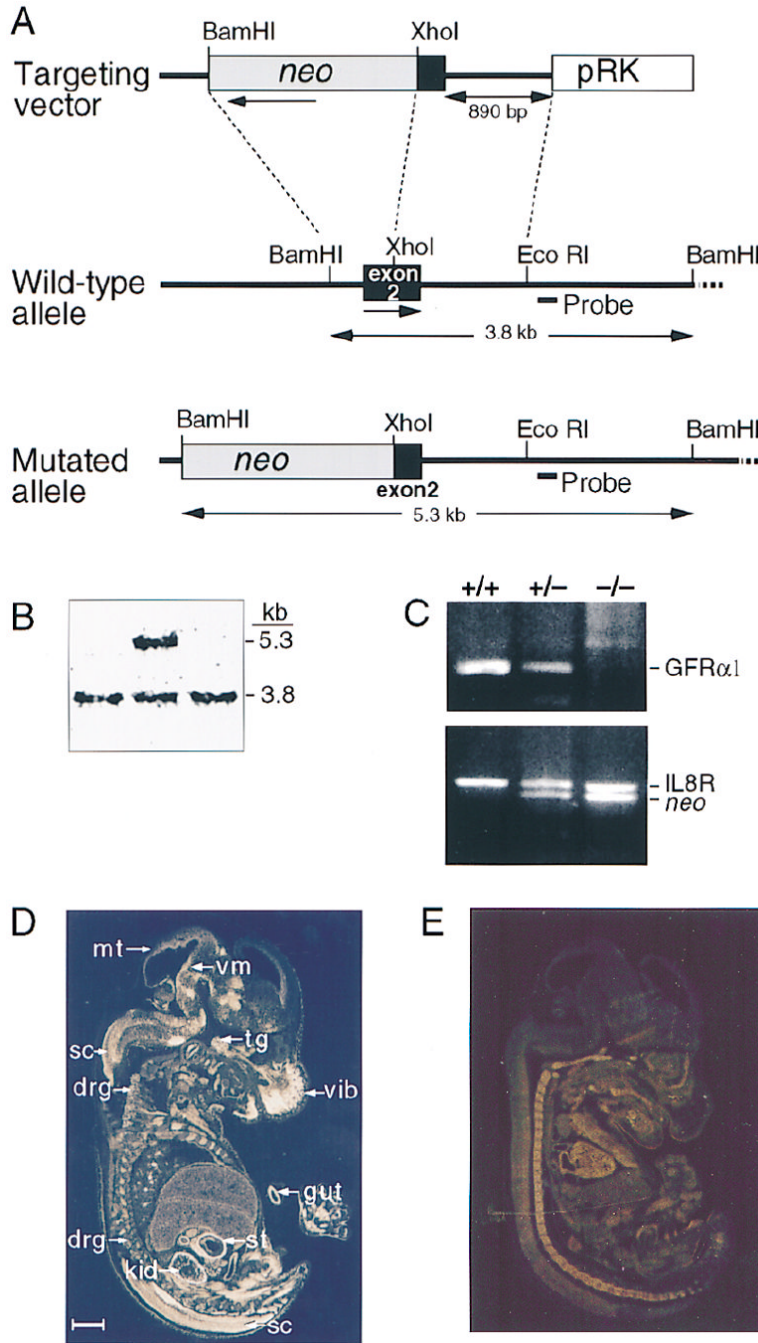 A
BamHI XhoI
Targeting vector
neo
pRK
890 bp
BamHI XhoI Eco RI BamHI
Wild-type allele
exon 2
Probe
3.8 kb
BamHI XhoI Eco RI BamHI
Mutated allele
neo
exon2
Probe
5.3 kb
B
kb
5.3
3.8
C
+/+ +/– –/–
GFRα1
IL8R
neo
D
mt
vm
sc
tg
drg
vib
gut
drg
st
kid
sc
E